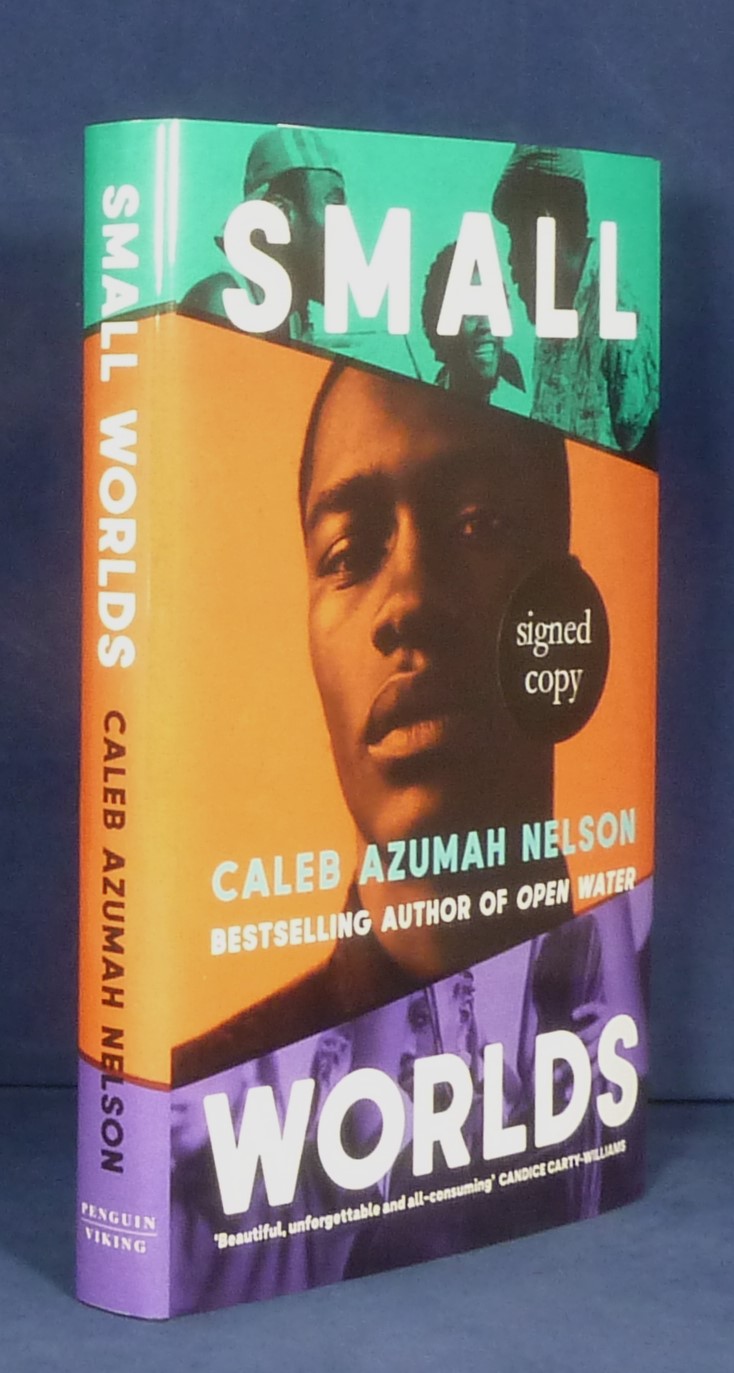 SMALL WORLDS CALEB AZUMAH NELSON
PENGUIN
VIKING
SMALL
signed
copy
CALEB AZUMAH NELSON
BESTSELLING AUTHOR OF OPEN WATER
WORLDS
'Beautiful, unforgettable and all-consuming' CANDICE CARTY-WILLIAMS